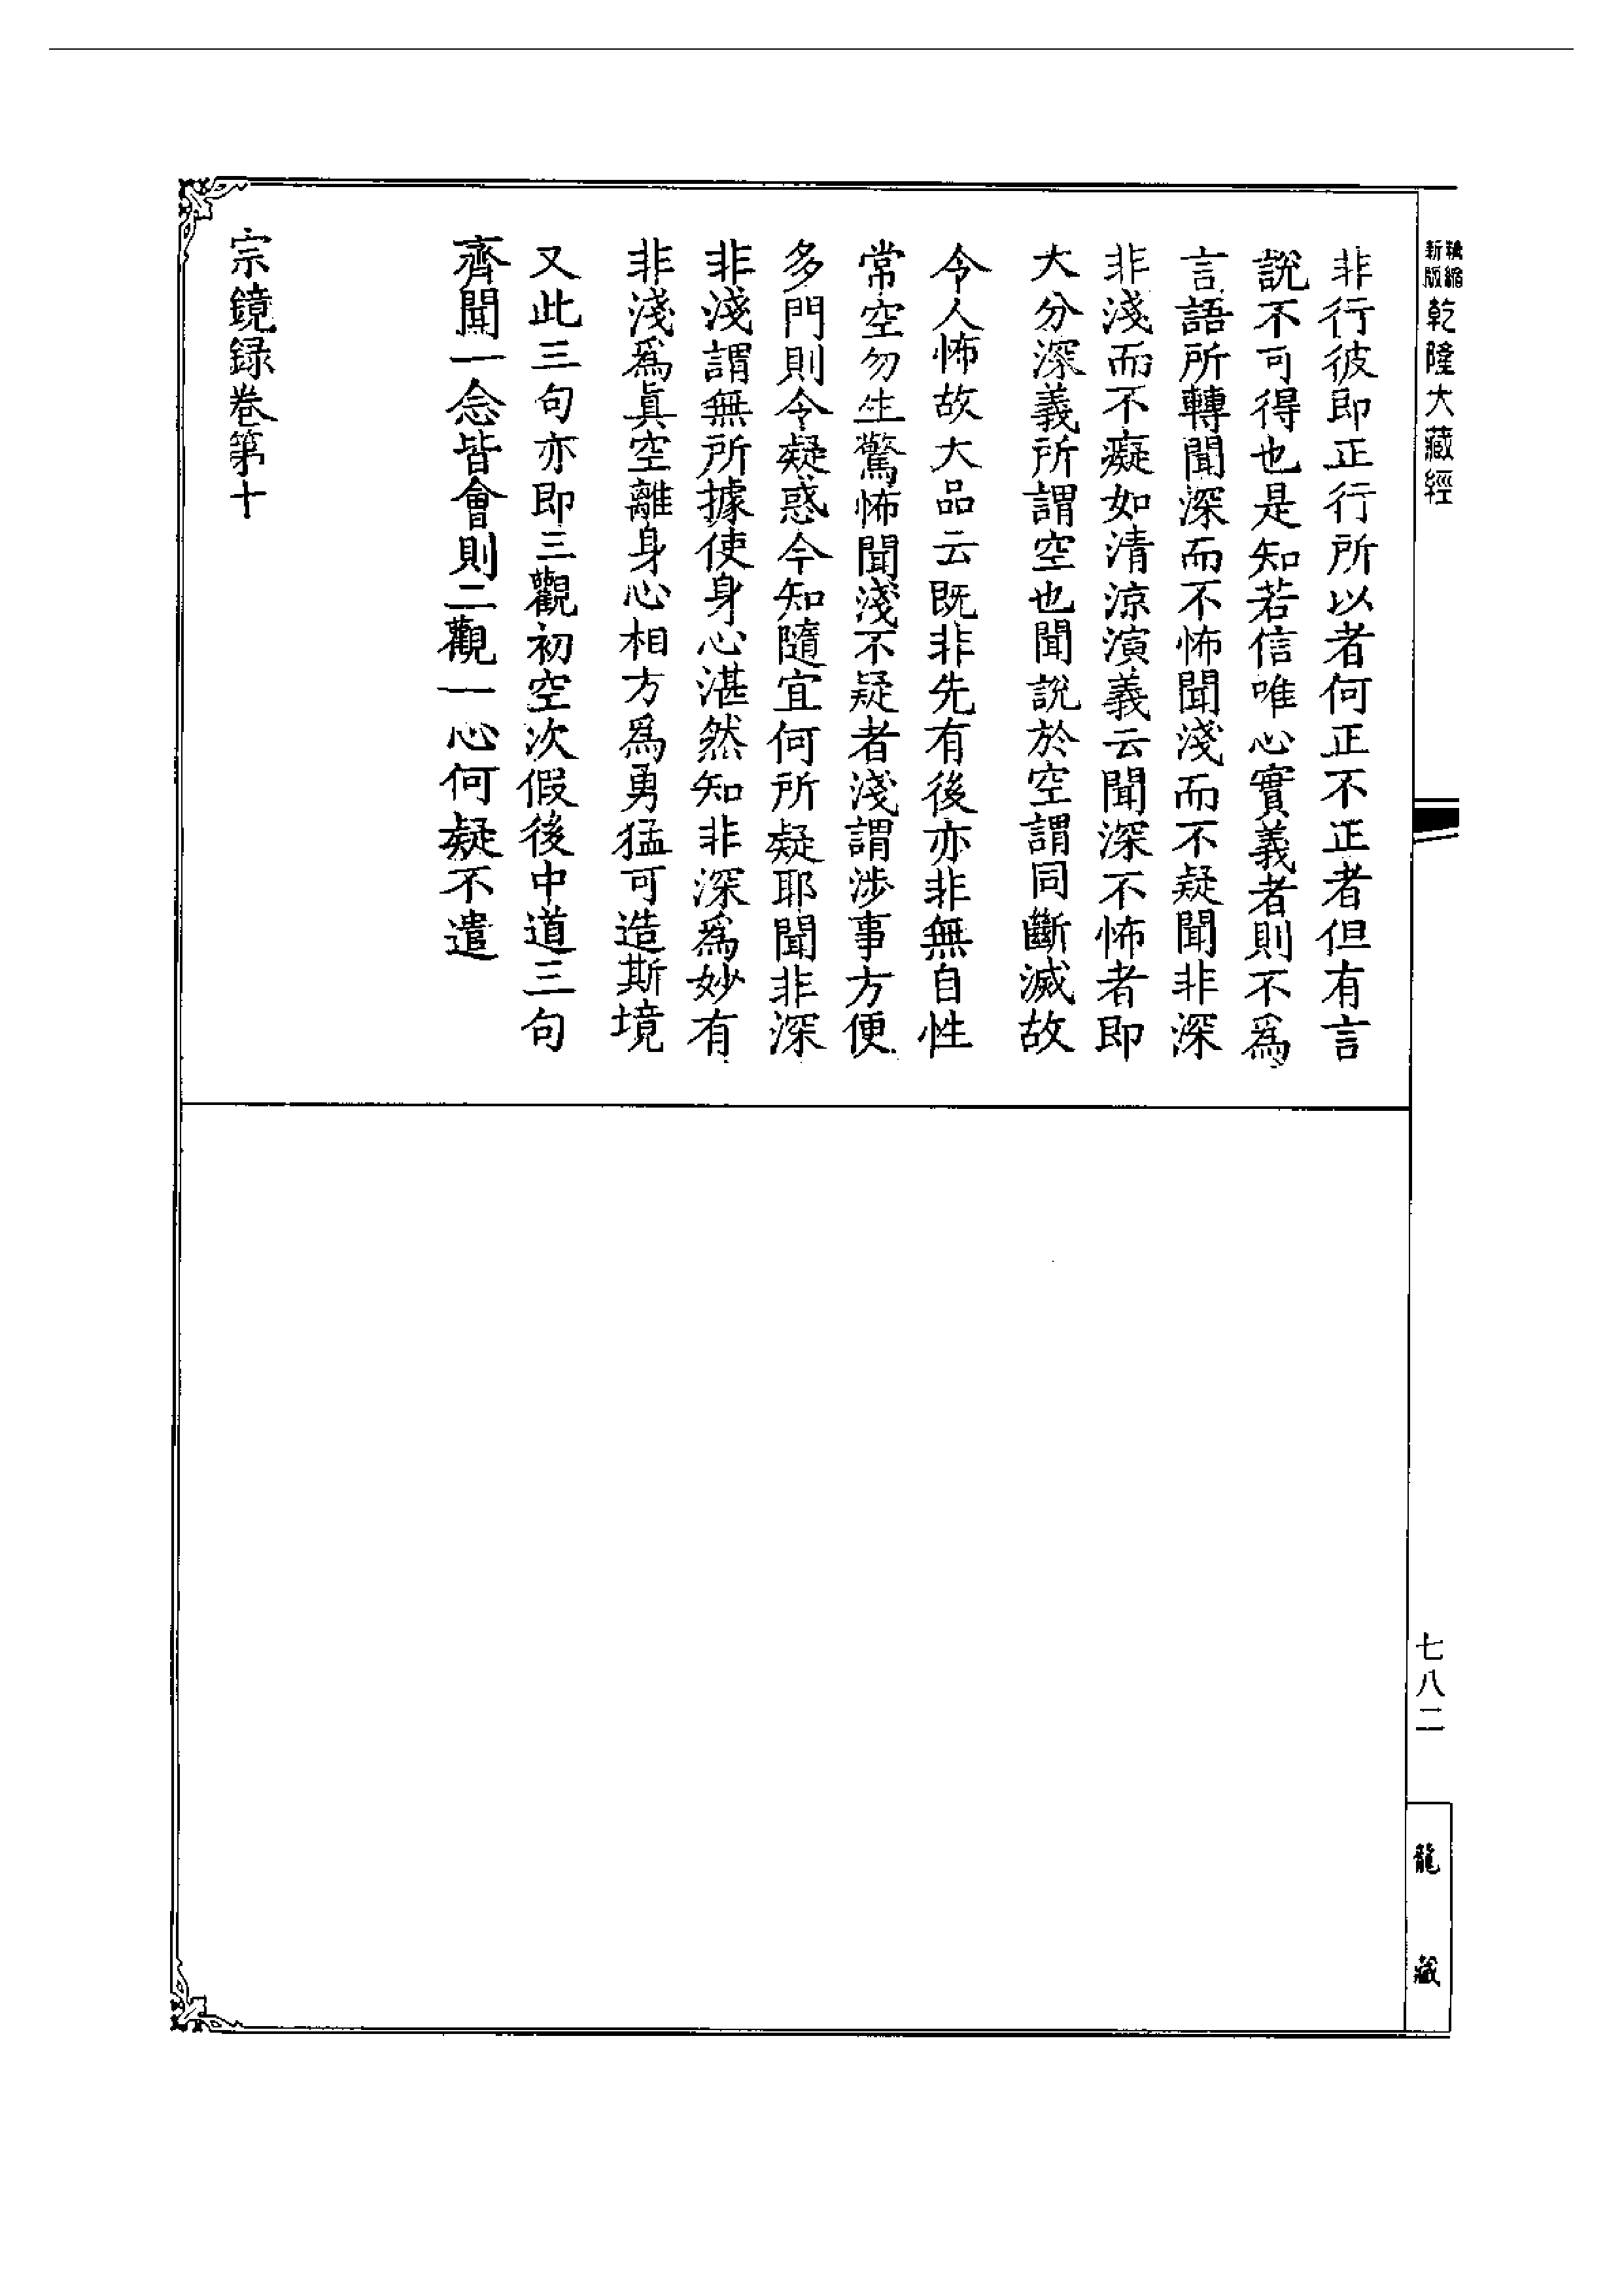 新版精縮乾隆大藏經
非行彼即正行所以者何正不正者但有言
說不可得也是知若信唯心實義者則不爲
言語所轉聞深而不怖聞淺而不疑聞非深
非淺而不癡如清涼演義云聞深不怖者即
大分深義所謂空也聞說於空謂同斷滅故
令人怖故大品云既非先有後亦非無自性
常空勿生驚怖聞淺不疑者淺謂涉事方便
多門則令疑惑今知隨宜何所疑耶聞非深
非淺謂無所據使身心湛然知非深爲妙有
非淺爲眞空離身心相方爲勇猛可造斯境
又此三句亦即三觀初空次假後中道三句
齊聞一念皆會則三觀一心何疑不遣
宗鏡録卷第十
七八二
龍藏